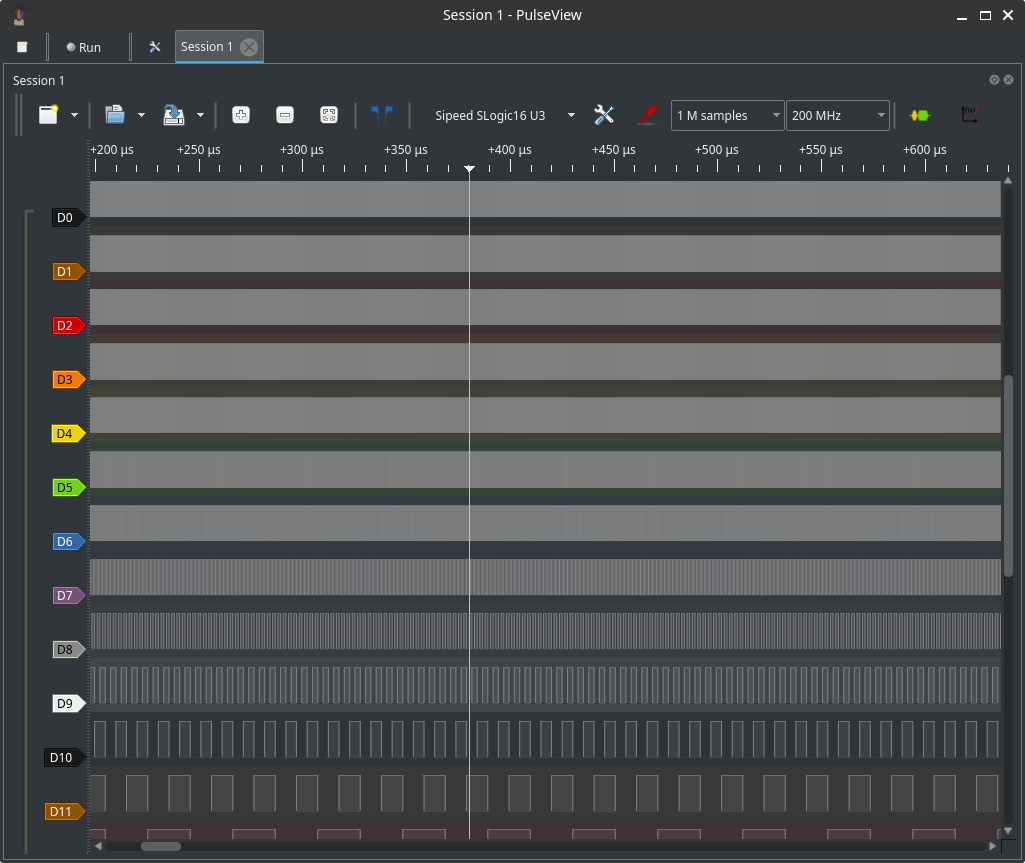 Session 1 - PulseView
Run
Session 1
Session 1
Sipeed SLogic16 U3
1 M samples
200 MHz
+200 µs +250 µs +300 µs +350 µs +400 µs +450 µs +500 µs +550 µs +600 µs
D0
D1
D2
D3
D4
D5
D6
D7
D8
D9
D10
D11